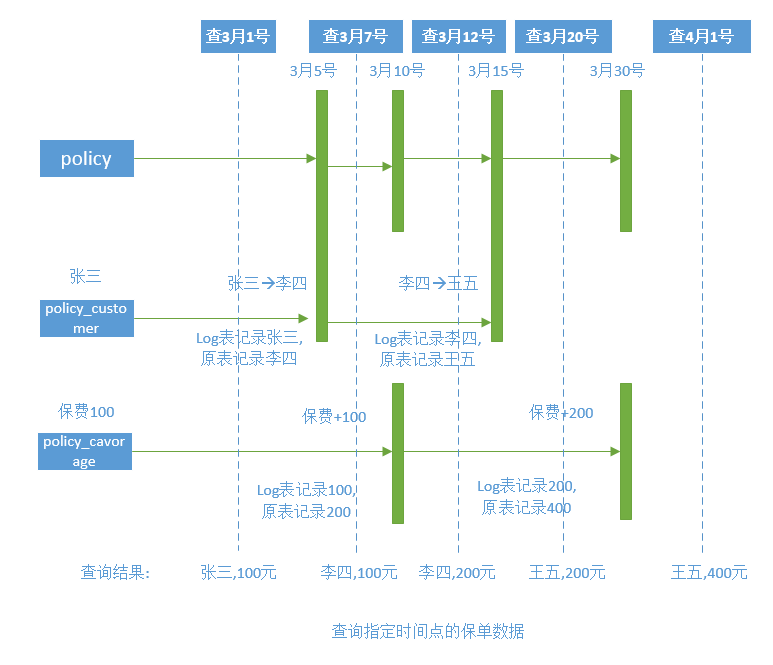 查3月1号
查3月7号
查3月12号
查3月20号
查4月1号
3月5号
3月10号
3月15号
3月30号
policy
张三
张三→李四
李四→王五
policy_custo
mer
Log表记录张三,
原表记录李四
Log表记录李四,
原表记录王五
保费100
保费+100
保费+200
policy_cavor
age
Log表记录100,
原表记录200
Log表记录200,
原表记录400
查询结果:
张三,100元
李四,100元
李四,200元
王五,200元
王五,400元
查询指定时间点的保单数据